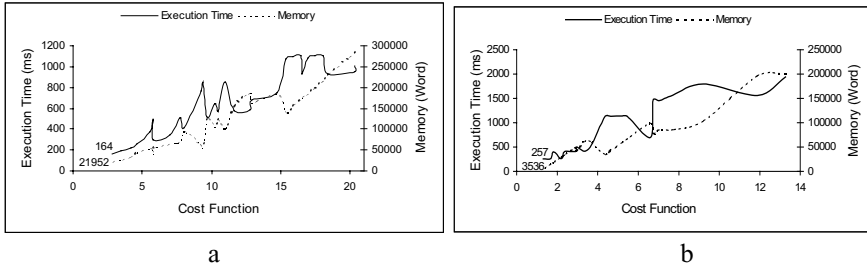 Execution Time Memory
1200 300000
1000 250000
800 200000
600 150000
400 100000
200 50000
0 0
164
21952
0 5 10 15 20
Execution Time (ms)
Memory (Word)
Cost Function
a
Execution Time Memory
2500 250000
2000 200000
1500 150000
1000 100000
500 50000
0 0
257
3536
0 2 4 6 8 10 12 14
Execution Time (ms)
Memory (Word)
Cost Function
b